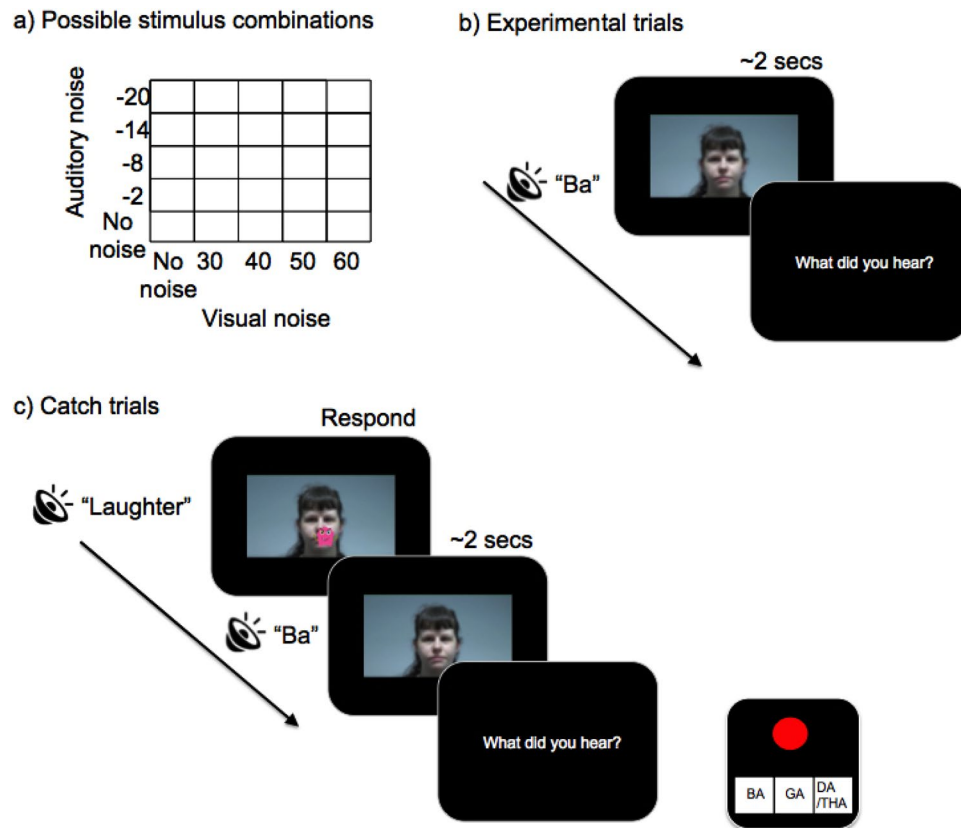 a) Possible stimulus combinations
Auditory noise
-20
-14
-8
-2
No
noise
No 30 40 50 60
noise
Visual noise
b) Experimental trials
~2 secs
“Ba”
What did you hear?
c) Catch trials
Respond
“Laughter”
~2 secs
“Ba”
What did you hear?
BA GA DA
/THA